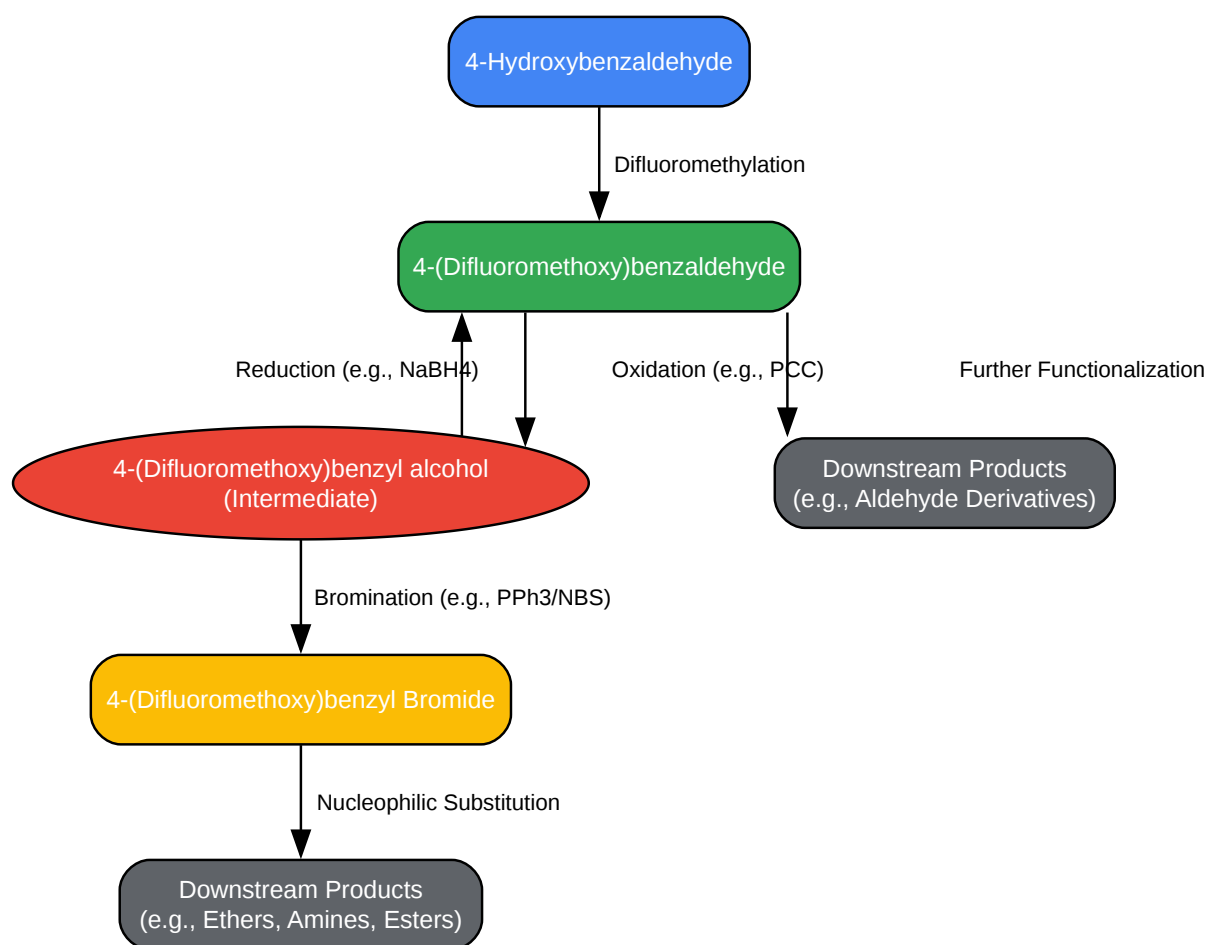 4-Hydroxybenzaldehyde
Difluoromethylation
4-(Difluoromethoxy)benzaldehyde
Reduction (e.g., NaBH4)
Oxidation (e.g., PCC)
Further Functionalization
4-(Difluoromethoxy)benzyl alcohol
(Intermediate)
Downstream Products
(e.g., Aldehyde Derivatives)
Bromination (e.g., PPh3/NBS)
4-(Difluoromethoxy)benzyl Bromide
Nucleophilic Substitution
Downstream Products
(e.g., Ethers, Amines, Esters)